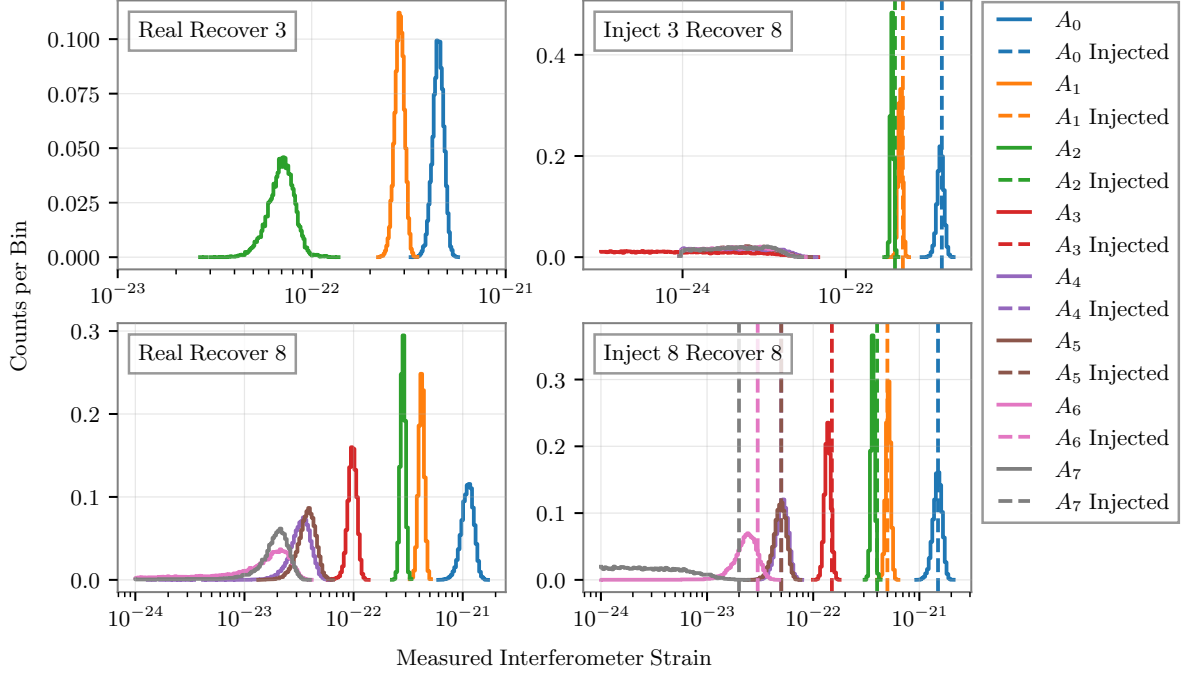 Real Recover 3
0.100
0.075
0.050
0.025
0.000
10^{-23}
10^{-22}
10^{-21}
Inject 3 Recover 8
0.4
0.2
0.0
10^{-24}
10^{-22}
Real Recover 8
0.3
0.2
0.1
0.0
10^{-24}
10^{-23}
10^{-22}
10^{-21}
Inject 8 Recover 8
0.3
0.2
0.1
0.0
10^{-24}
10^{-23}
10^{-22}
10^{-21}
Counts per Bin
Measured Interferometer Strain
A_0
A_0 Injected
A_1
A_1 Injected
A_2
A_2 Injected
A_3
A_3 Injected
A_4
A_4 Injected
A_5
A_5 Injected
A_6
A_6 Injected
A_7
A_7 Injected